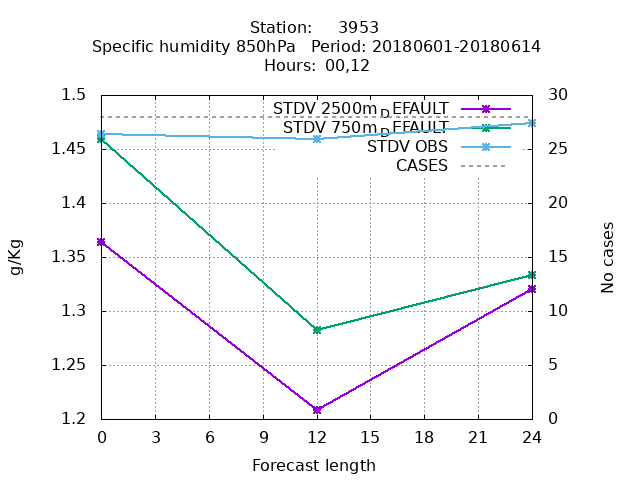 Station: 3953
Specific humidity 850hPa Period: 20180601-20180614
Hours: 00,12
1.5 30
STDV 2500m_DEFAULT
STDV 750m_DEFAULT
1.45 STDV OBS 25
CASES
1.4 20
g/Kg
1.35 15
No cases
1.3 10
1.25 5
1.2 0
0 3 6 9 12 15 18 21 24
Forecast length